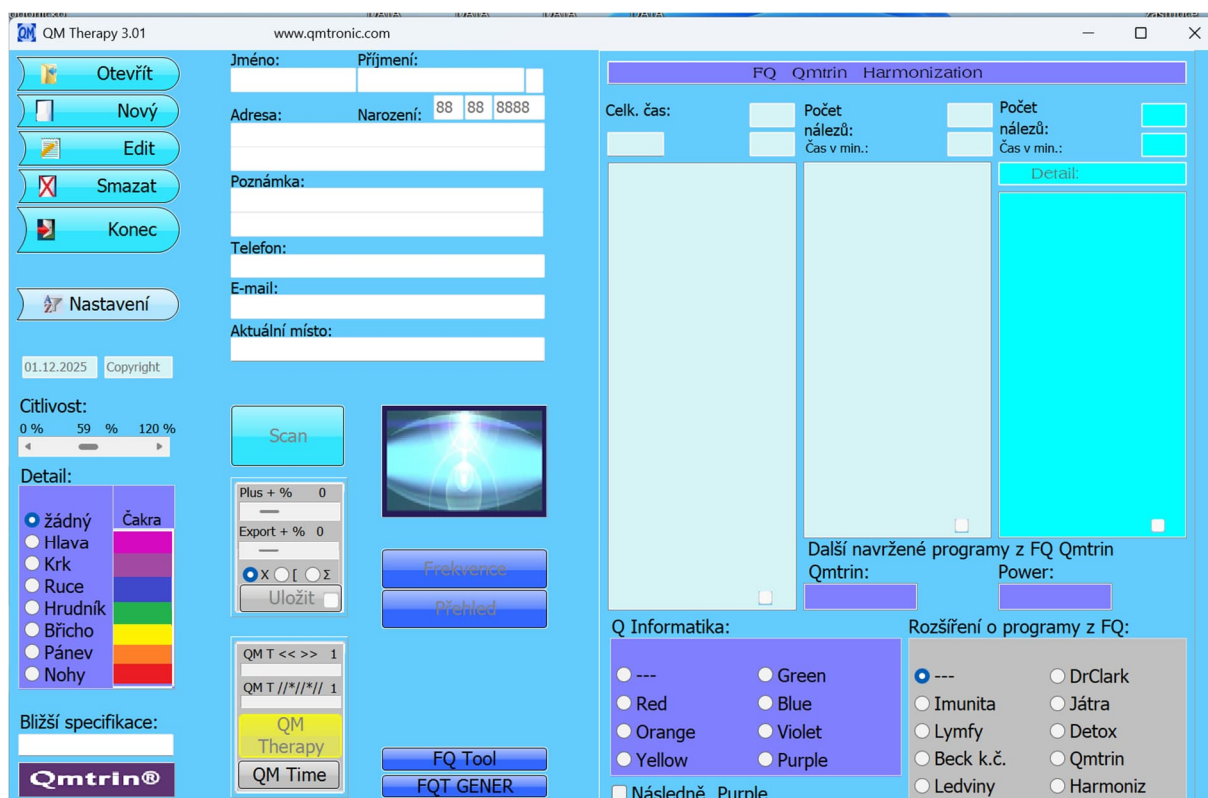 QM Therapy 3.01
www.qmtronic.com
Otevřít
Nový
Edit
Smazat
Konec
Nastavení
01.12.2025
Copyright
Citlivost:
0 % 59 % 120 %
Detail:
Čakra
žádný
Hlava
Krk
Ruce
Hrudník
Břicho
Pánev
Nohy
Bližší specifikace:
Qmtrin®
Jméno: Příjmení:
Adresa: Narození: 88 88 8888
Poznámka:
Telefon:
E-mail:
Aktuální místo:
Scan
Plus + % 0
Export + % 0
X [ Σ
Uložit
QM T << >> 1
QM T //*//*// 1
QM
Therapy
QM Time
Frekvence
Přehled
FQ Tool
FQT GENER
FQ Qmtrin Harmonization
Celk. čas:
Počet
nálezů:
Čas v min.:
Počet
nálezů:
Čas v min.:
Detail:
Další navržené programy z FQ Qmtrin
Qmtrin: Power:
Q Informatika:
--- Green
Red Blue
Orange Violet
Yellow Purple
Následně Purple
Rozšíření o programy z FQ:
--- DrClark
Imunita Játra
Lymfy Detox
Beck k.č. Qmtrin
Ledviny Harmoniz